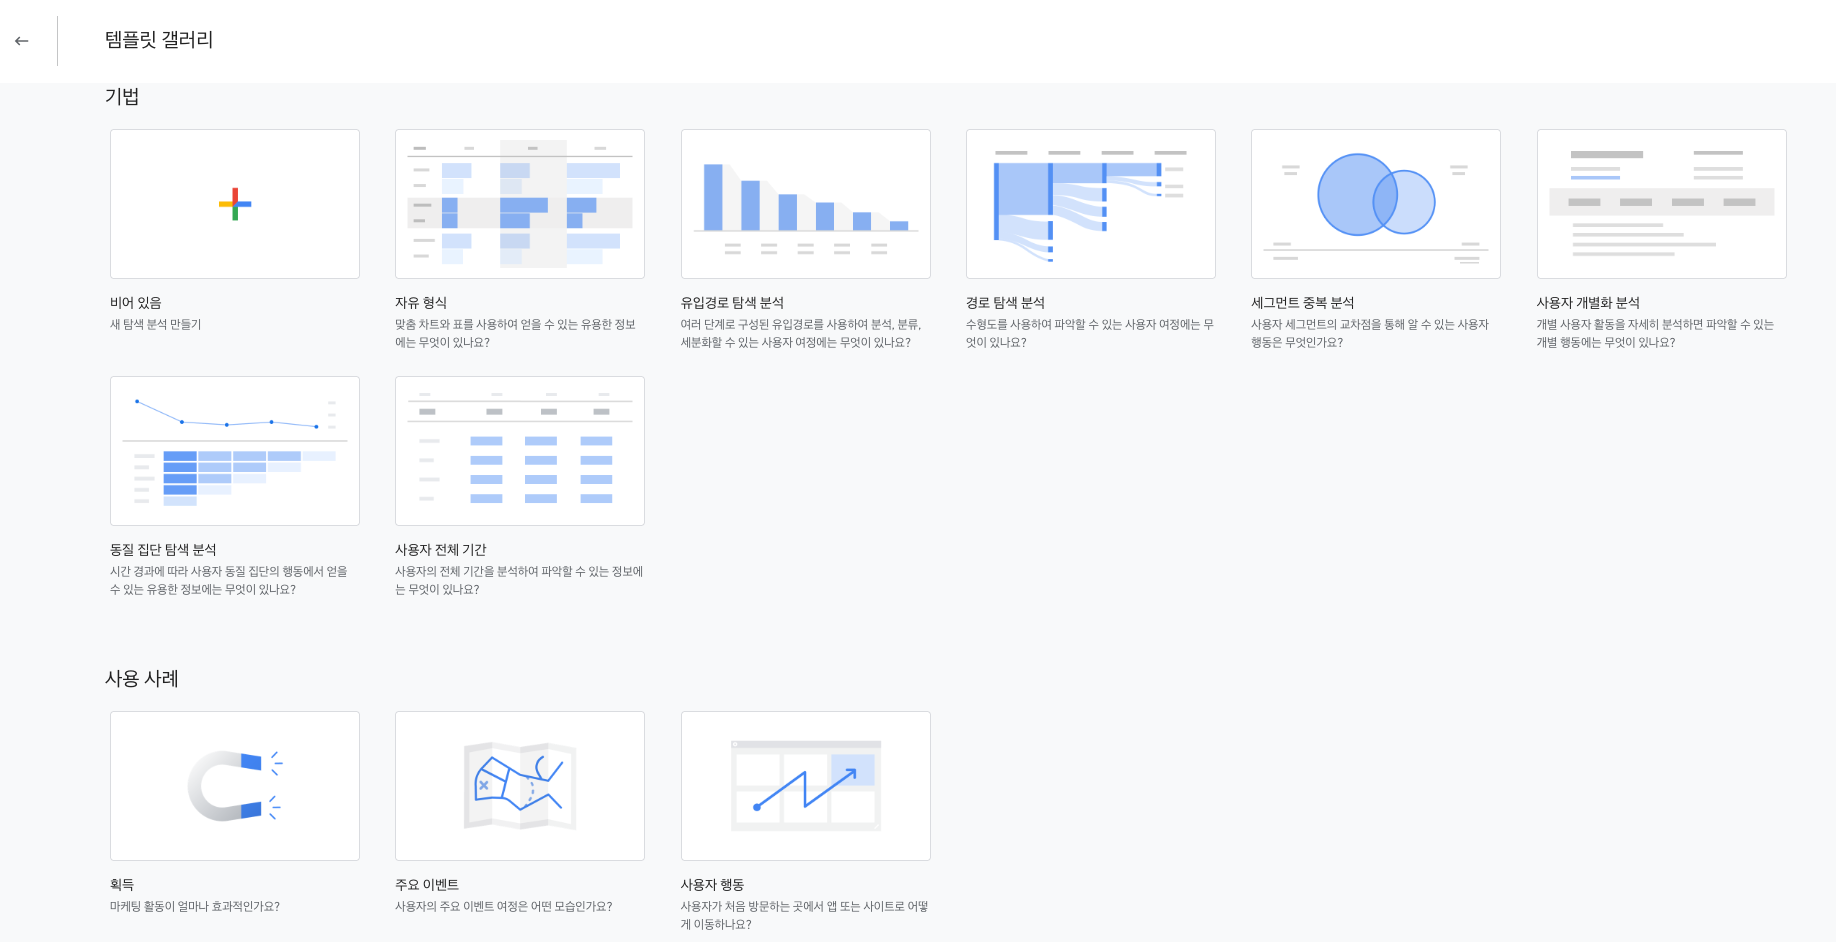 템플릿 갤러리
기법
비어 있음
새 탐색 분석 만들기
자유 형식
맞춤 차트와 표를 사용하여 얻을 수 있는 유용한 정보
에는 무엇이 있나요?
유입경로 탐색 분석
여러 단계로 구성된 유입경로를 사용하여 분석, 분류,
세분화할 수 있는 사용자 여정에는 무엇이 있나요?
경로 탐색 분석
수형도를 사용하여 파악할 수 있는 사용자 여정에는 무
엇이 있나요?
세그먼트 중복 분석
사용자 세그먼트의 교차점을 통해 알 수 있는 사용자
행동은 무엇인가요?
사용자 개별화 분석
개별 사용자 활동을 자세히 분석하면 파악할 수 있는
개별 행동에는 무엇이 있나요?
동질 집단 탐색 분석
시간 경과에 따라 사용자 동질 집단의 행동에서 얻을
수 있는 유용한 정보에는 무엇이 있나요?
사용자 전체 기간
사용자의 전체 기간을 분석하여 파악할 수 있는 정보에
는 무엇이 있나요?
사용 사례
획득
마케팅 활동이 얼마나 효과적인가요?
주요 이벤트
사용자의 주요 이벤트 여정은 어떤 모습인가요?
사용자 행동
사용자가 처음 방문하는 곳에서 앱 또는 사이트로 어떻
게 이동하나요?